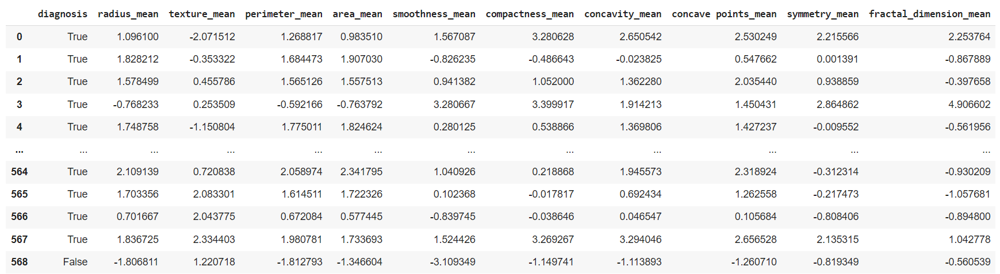 diagnosis radius_mean texture_mean perimeter_mean area_mean smoothness_mean compactness_mean concavity_mean concave points_mean symmetry_mean fractal_dimension_mean
0 True 1.096100 -2.071512 1.268817 0.983510 1.567087 3.280628 2.650542 2.530249 2.215566 2.253764
1 True 1.828212 -0.353322 1.684473 1.907030 -0.826235 -0.486643 -0.023825 0.547662 0.001391 -0.867889
2 True 1.578499 0.455786 1.565126 1.557513 0.941382 1.052000 1.362280 2.035440 0.938859 -0.397658
3 True -0.768233 0.253509 -0.592166 -0.763792 3.280667 3.399917 1.914213 1.450431 2.864862 4.906602
4 True 1.748758 -1.150804 1.775011 1.824624 0.280125 0.538866 1.369806 1.427237 -0.009552 -0.561956
... ... ... ... ... ... ... ... ... ... ... ...
564 True 2.109139 0.720838 2.058974 2.341795 1.040926 0.218868 1.945573 2.318924 -0.312314 -0.930209
565 True 1.703356 2.083301 1.614511 1.722326 0.102368 -0.017817 0.692434 1.262558 -0.217473 -1.057681
566 True 0.701667 2.043775 0.672084 0.577445 -0.839745 -0.038646 0.046547 0.105684 -0.808406 -0.894800
567 True 1.836725 2.334403 1.980781 1.733693 1.524426 3.269267 3.294046 2.656528 2.135315 1.042778
568 False -1.806811 1.220718 -1.812793 -1.346604 -3.109349 -1.149741 -1.113893 -1.260710 -0.819349 -0.560539